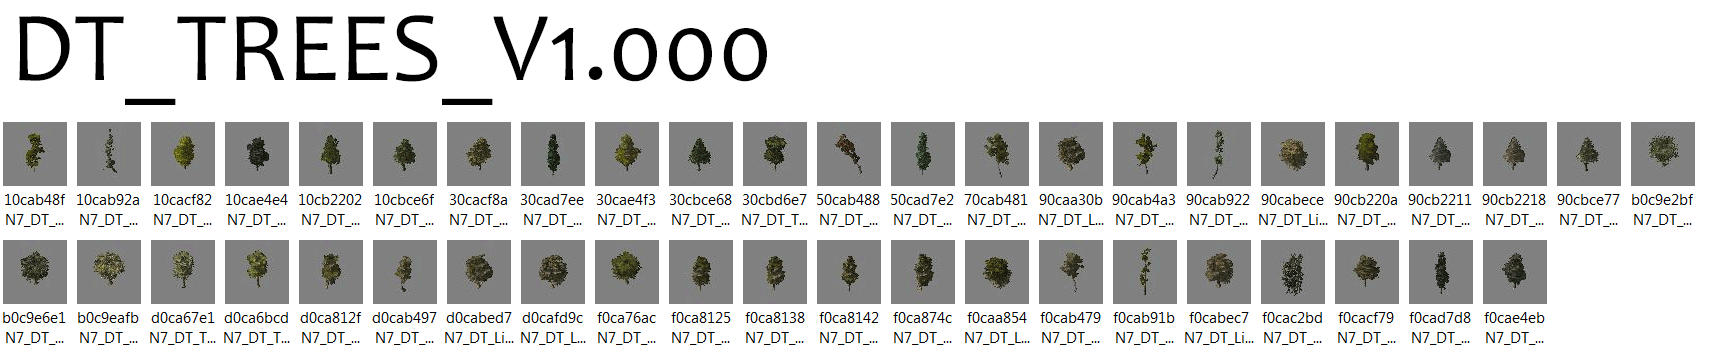 DT_TREES_V1.000
10cab48f 10cab92a 10cacf82 10cae4e4 10cb2202 10cbce6f 30cacf8a 30cad7ee 30cae4f3 30cbce68 30cbd6e7 50cab488 50cad7e2 70cab481 90caa30b 90cab4a3 90cab922 90cabece 90cb220a 90cb2211 90cb2218 90cbce77 b0c9e2bf
N7_DT_... N7_DT_... N7_DT_... N7_DT_... N7_DT_... N7_DT_... N7_DT_... N7_DT_... N7_DT_... N7_DT_... N7_DT_T... N7_DT_... N7_DT_... N7_DT_... N7_DT_L... N7_DT_... N7_DT_... N7_DT_Li... N7_DT_... N7_DT_... N7_DT_... N7_DT_... N7_DT_...
b0c9e6e1 b0c9eafb d0ca67e1 d0ca6bcd d0ca812f d0cab497 d0cabed7 d0cafd9c f0ca76ac f0ca8125 f0ca8138 f0ca8142 f0ca874c f0caa854 f0cab479 f0cab91b f0cabec7 f0cac2bd f0cacf79 f0cad7d8 f0cae4eb
N7_DT_... N7_DT_... N7_DT_T... N7_DT_T... N7_DT_... N7_DT_... N7_DT_Li... N7_DT_L... N7_DT_... N7_DT_... N7_DT_... N7_DT_... N7_DT_... N7_DT_L... N7_DT_... N7_DT_... N7_DT_Li... N7_DT_... N7_DT_... N7_DT_... N7_DT_...